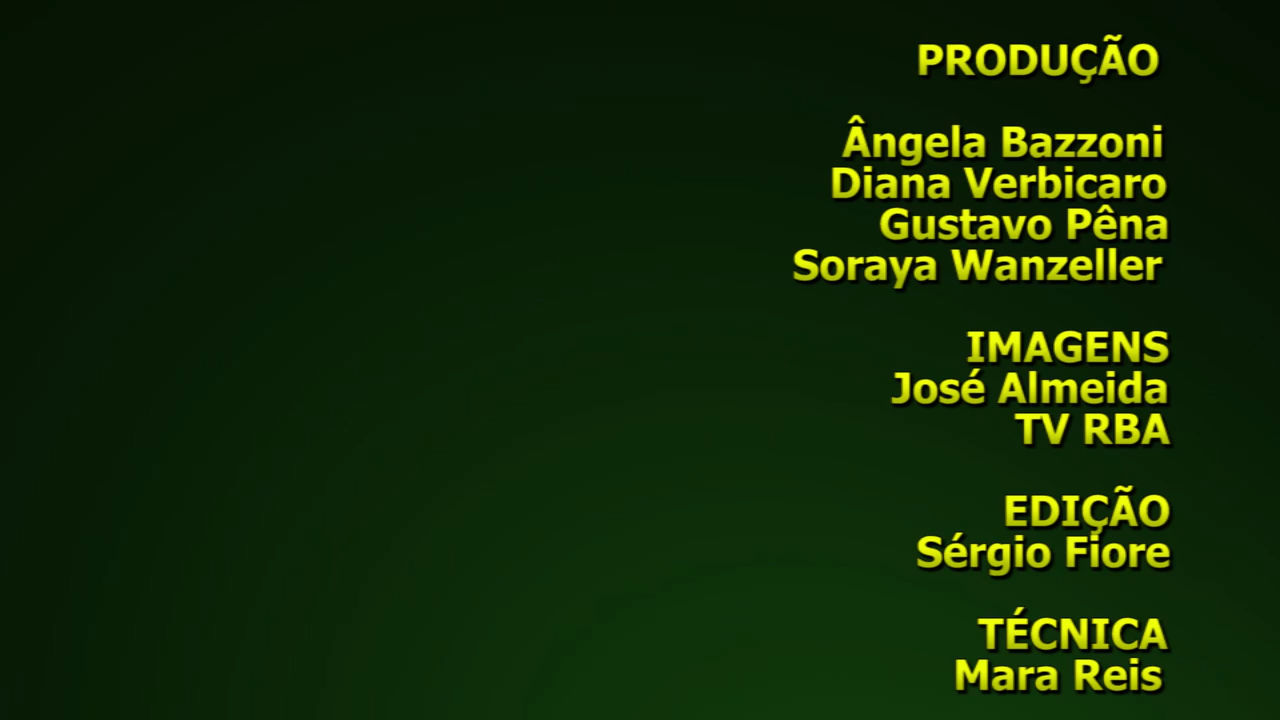 PRODUÇÃO
Ângela Bazzoni
Diana Verbicaro
Gustavo Pêna
Soraya Wanzeller
IMAGENS
José Almeida
TV RBA
EDIÇÃO
Sérgio Fiore
TÉCNICA
Mara Reis